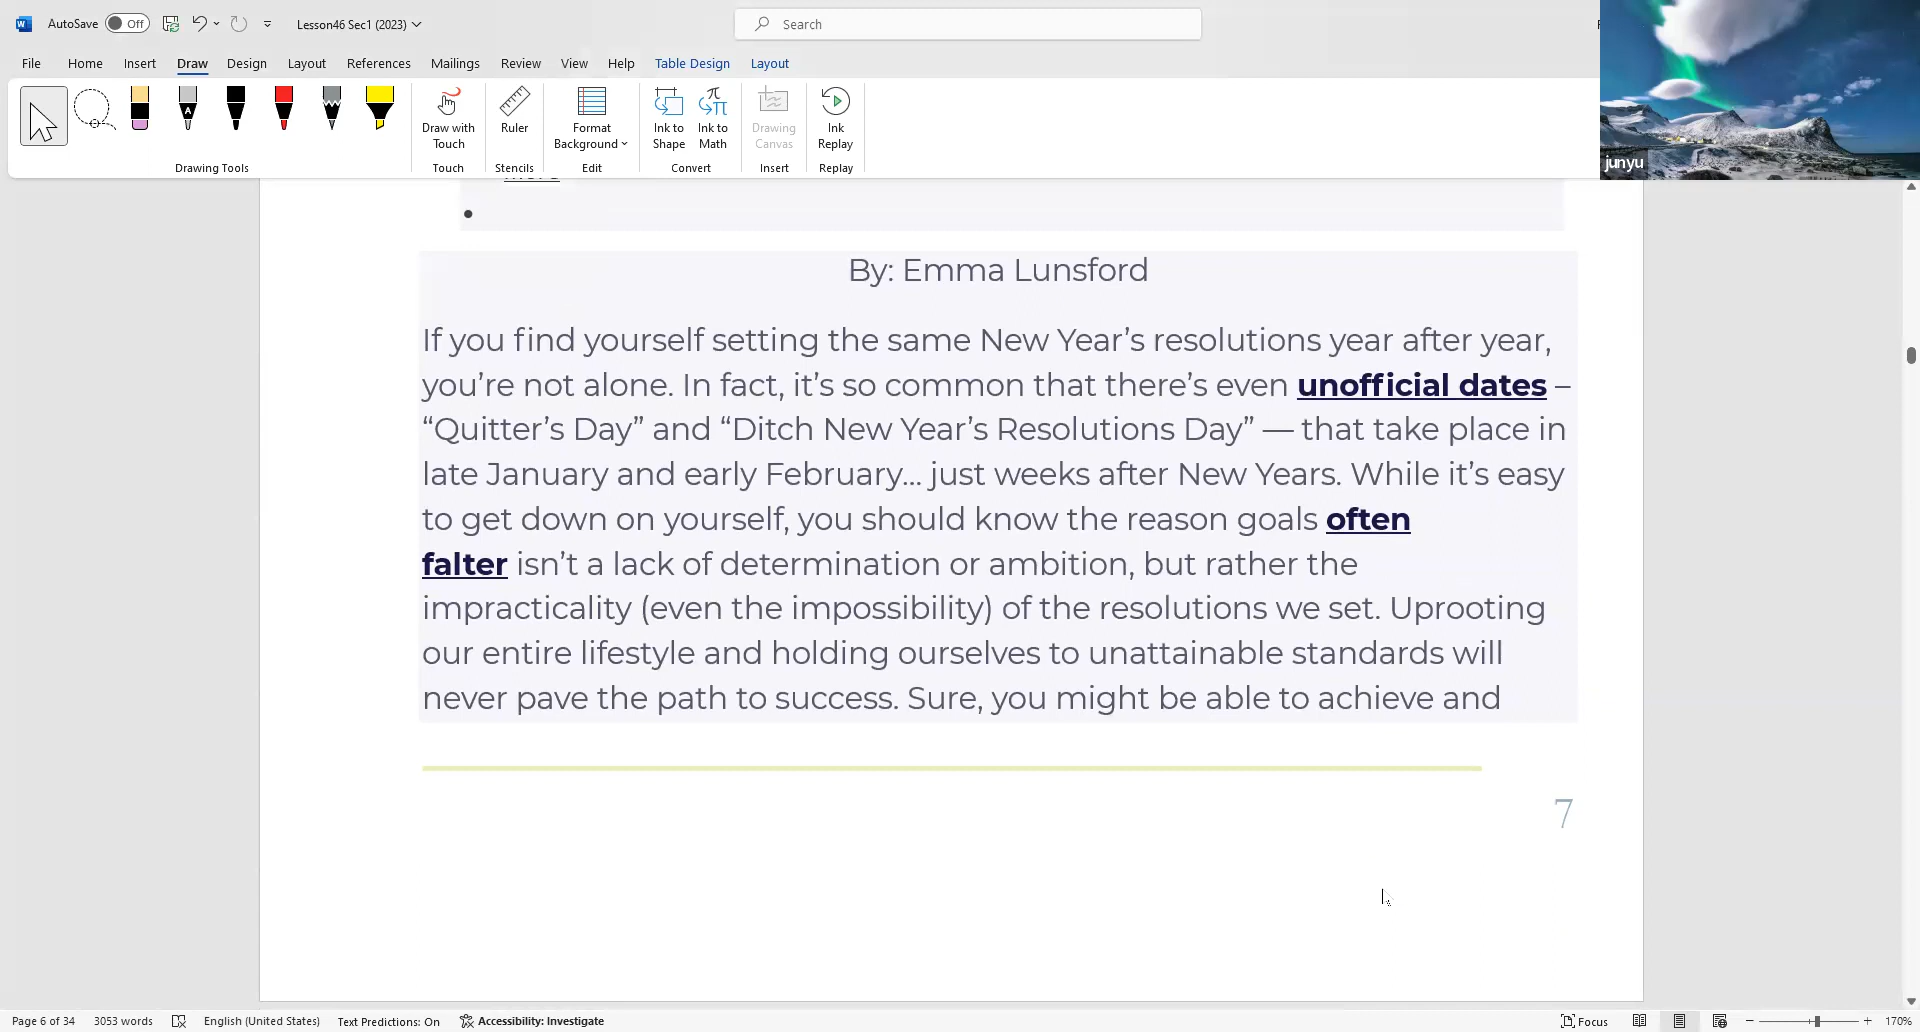 AutoSave Off Lesson46 Sec1 (2023) Search
File Home Insert Draw Design Layout References Mailings Review View Help Table Design Layout
Draw with Touch Ruler Format Background Ink to Shape Ink to Math Drawing Canvas Ink Replay
Drawing Tools Touch Stencils Edit Convert Insert Replay
junyu
By: Emma Lunsford
If you find yourself setting the same New Year’s resolutions year after year,
you’re not alone. In fact, it’s so common that there’s even unofficial dates –
“Quitter’s Day” and “Ditch New Year’s Resolutions Day” — that take place in
late January and early February... just weeks after New Years. While it’s easy
to get down on yourself, you should know the reason goals often
falter isn’t a lack of determination or ambition, but rather the
impracticality (even the impossibility) of the resolutions we set. Uprooting
our entire lifestyle and holding ourselves to unattainable standards will
never pave the path to success. Sure, you might be able to achieve and
7
Page 6 of 34 3053 words English (United States) Text Predictions: On Accessibility: Investigate Focus 170%